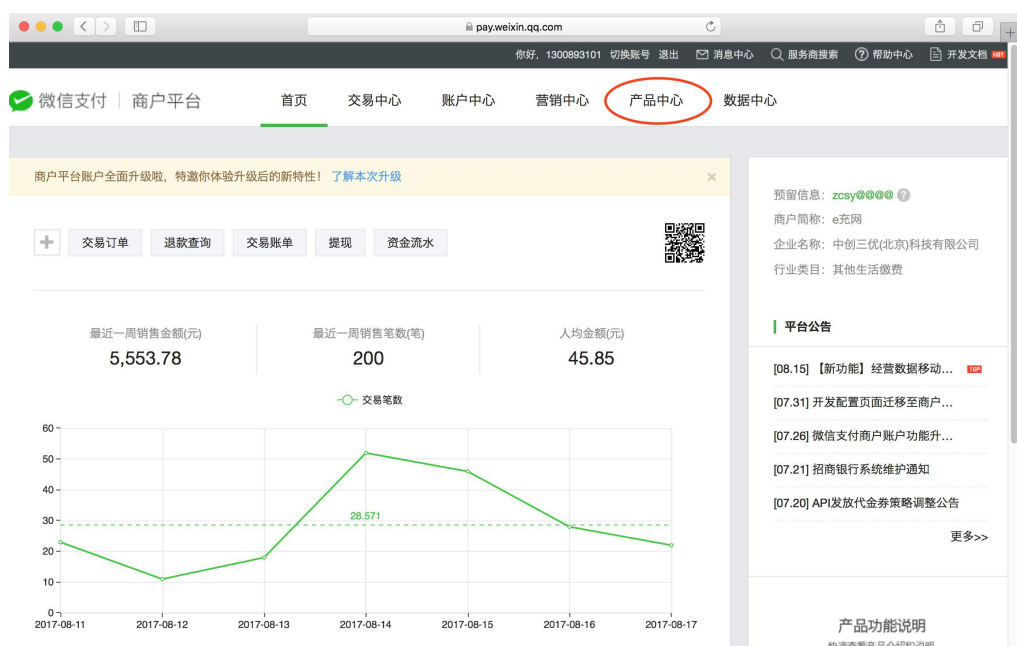 pay.weixin.qq.com
你好，1300893101 切换账号 退出 消息中心 服务商搜索 帮助中心 开发文档 HOT
微信支付 商户平台 首页 交易中心 账户中心 营销中心 产品中心 数据中心
商户平台账户全面升级啦，特邀你体验升级后的新特性！ 了解本次升级 ×
预留信息：zcsy@@@@ ?
商户简称：e充网
企业名称：中创三优(北京)科技有限公司
行业类目：其他生活缴费
交易订单 退款查询 交易账单 提现 资金流水
最近一周销售金额(元) 最近一周销售笔数(笔) 人均金额(元)
5,553.78 200 45.85
交易笔数
60
50
40
30
20
10
0
28.571
2017-08-11 2017-08-12 2017-08-13 2017-08-14 2017-08-15 2017-08-16 2017-08-17
平台公告
[08.15] 【新功能】经营数据移动... TOP
[07.31] 开发配置页面迁移至商户...
[07.26] 微信支付商户账户功能升...
[07.21] 招商银行系统维护通知
[07.20] API发放代金券策略调整公告
更多>>
产品功能说明